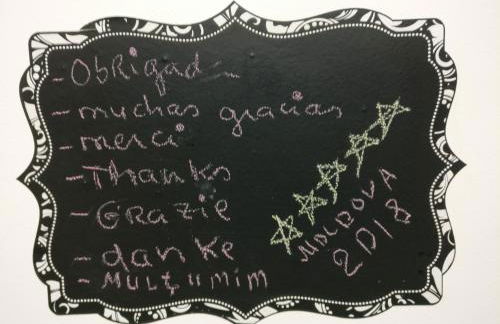 - Obrigad
- muchas gracias
- merci
- Thanks
- Grazie
- danke
- Mulțumim
MOLDOVA
2018